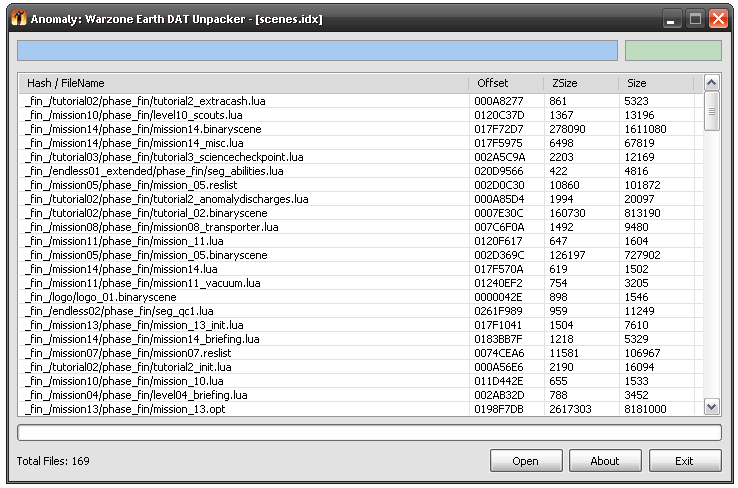 Anomaly: Warzone Earth DAT Unpacker - [scenes.idx]
Hash / FileName Offset ZSize Size
_fin_/tutorial02/phase_fin/tutorial2_extracash.lua 000A8277 861 5323
_fin_/mission10/phase_fin/level10_scouts.lua 0120C37D 1367 13196
_fin_/mission14/phase_fin/mission14.binaryscene 017F72D7 278090 1611080
_fin_/mission14/phase_fin/mission14_misc.lua 017F5975 6498 67819
_fin_/tutorial03/phase_fin/tutorial3_sciencecheckpoint.lua 002A5C9A 2203 12169
_fin_/endless01_extended/phase_fin/seg_abilities.lua 020D9566 422 4816
_fin_/mission05/phase_fin/mission_05.reslist 002D0C30 10860 101872
_fin_/tutorial02/phase_fin/tutorial2_anomalydischarges.lua 000A85D4 1994 20097
_fin_/tutorial02/phase_fin/tutorial_02.binaryscene 0007E30C 160730 813190
_fin_/mission08/phase_fin/mission08_transporter.lua 007C6F0A 1492 9480
_fin_/mission11/phase_fin/mission_11.lua 0120F617 647 1604
_fin_/mission05/phase_fin/mission_05.binaryscene 002D369C 126197 727902
_fin_/mission14/phase_fin/mission14.lua 017F570A 619 1502
_fin_/mission11/phase_fin/mission11_vacuum.lua 01240EF2 754 3205
_fin_/logo/logo_01.binaryscene 0000042E 898 1546
_fin_/endless02/phase_fin/seg_qc1.lua 0261F989 959 11249
_fin_/mission13/phase_fin/mission_13_init.lua 017F1041 1504 7610
_fin_/mission14/phase_fin/mission14_briefing.lua 0183BB7F 1218 5329
_fin_/mission07/phase_fin/mission07.reslist 0074CEA6 11581 106967
_fin_/tutorial02/phase_fin/tutorial2_init.lua 000A56E6 2190 16094
_fin_/mission10/phase_fin/mission_10.lua 011D442E 655 1533
_fin_/mission04/phase_fin/level04_briefing.lua 002AB32D 788 3452
_fin_/mission13/phase_fin/mission_13.opt 0198F7DB 2617303 8181000
Total Files: 169 Open About Exit